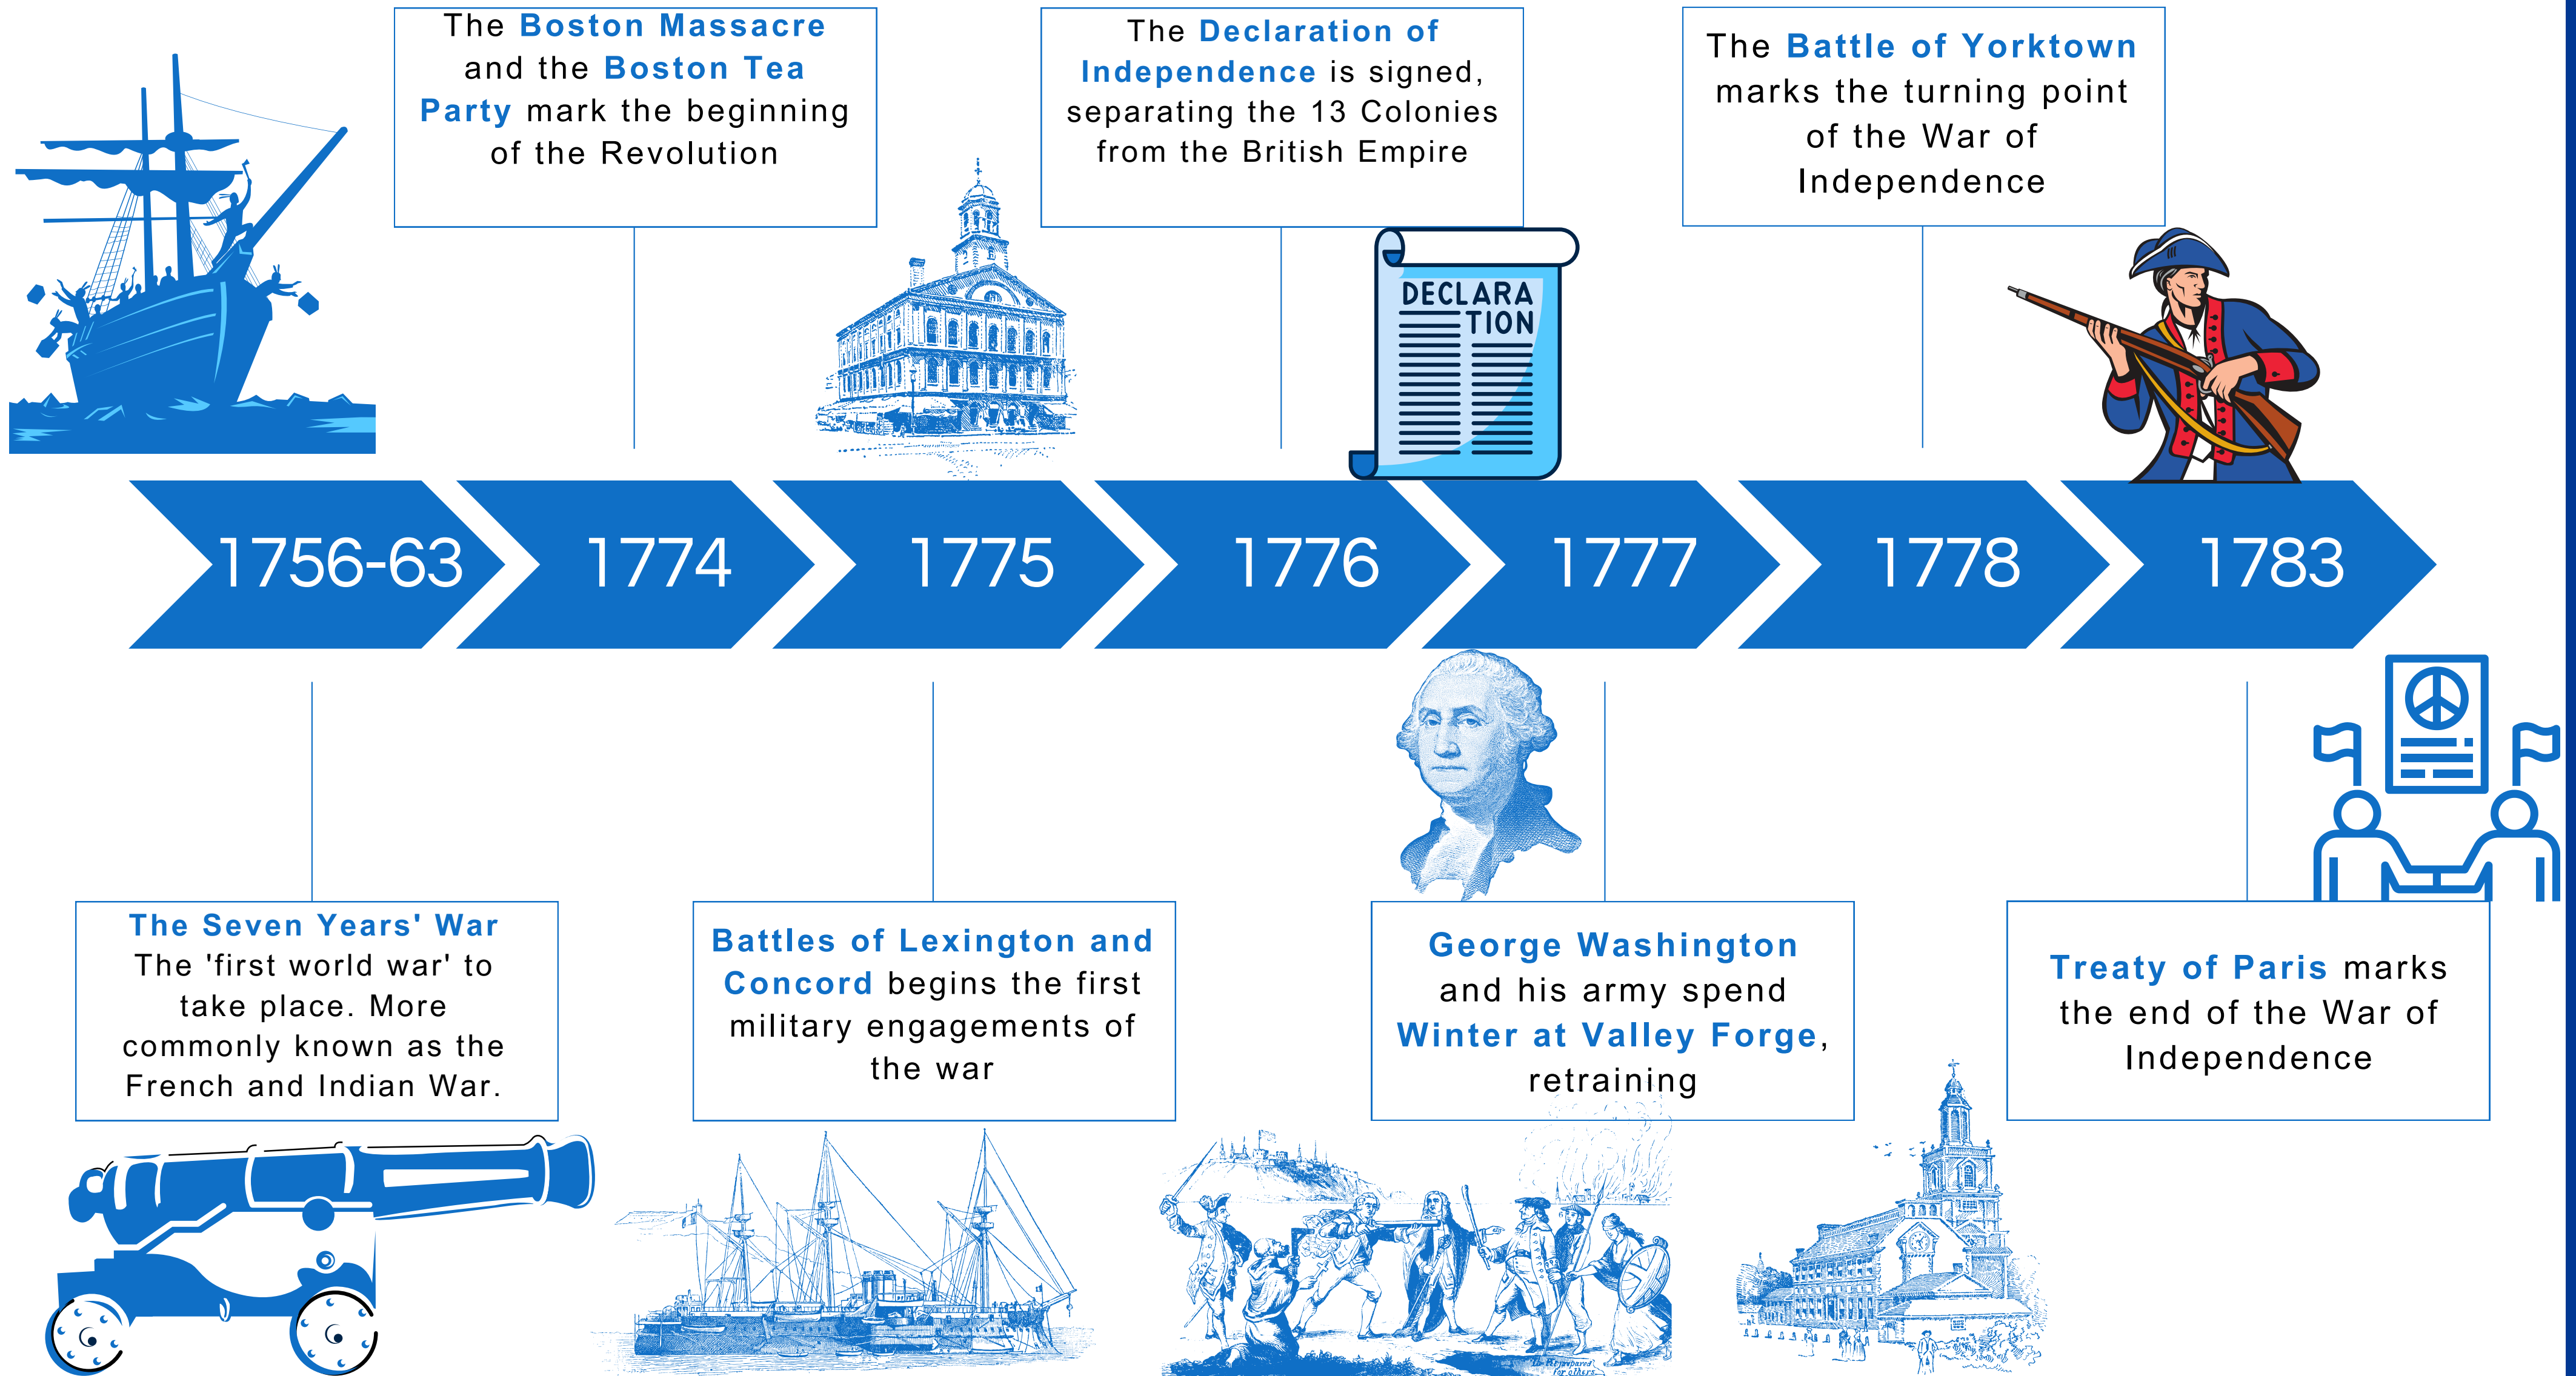 The Boston Massacre
and the Boston Tea
Party mark the beginning
of the Revolution
The Declaration of
Independence is signed,
separating the 13 Colonies
from the British Empire
The Battle of Yorktown
marks the turning point
of the War of
Independence
DECLARA
TION
1756-63
1774
1775
1776
1777
1778
1783
The Seven Years' War
The 'first world war' to
take place. More
commonly known as the
French and Indian War.
Battles of Lexington and
Concord begins the first
military engagements of
the war
George Washington
and his army spend
Winter at Valley Forge,
retraining
Treaty of Paris marks
the end of the War of
Independence
for others